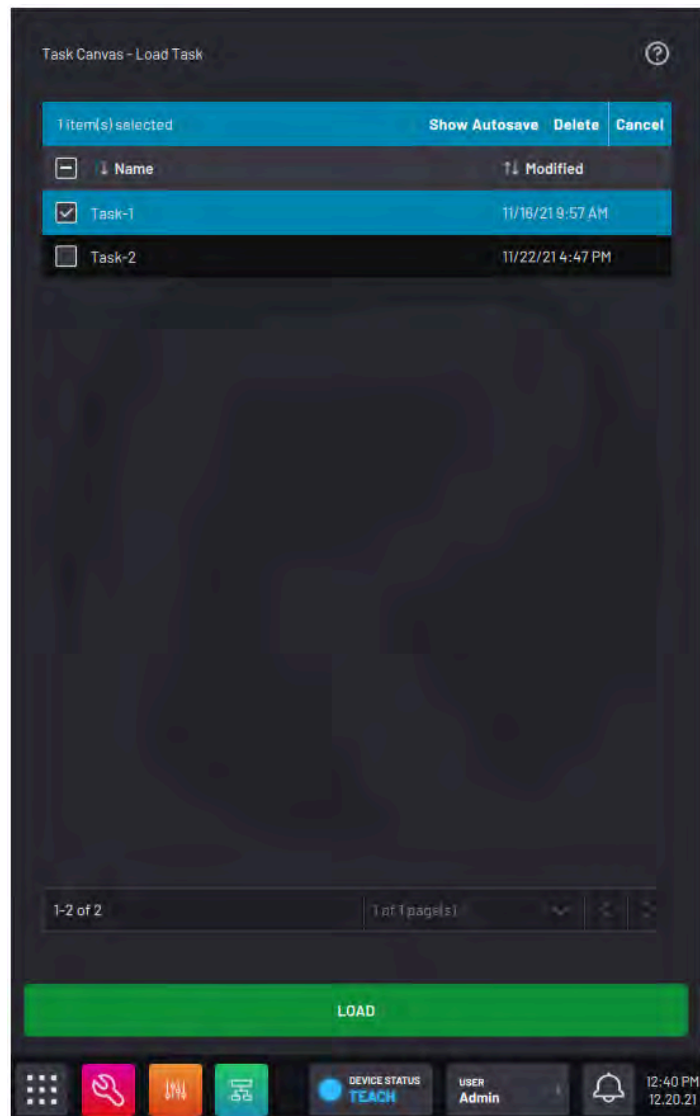 Task Canvas - Load Task
1 item(s) selected Show Autosave Delete Cancel
Name Modified
Task-1 11/16/21 9:57 AM
Task-2 11/22/21 4:47 PM
1-2 of 2 1 of 1 page(s)
LOAD
DEVICE STATUS USER 12:40 PM
TEACH Admin 12.20.21